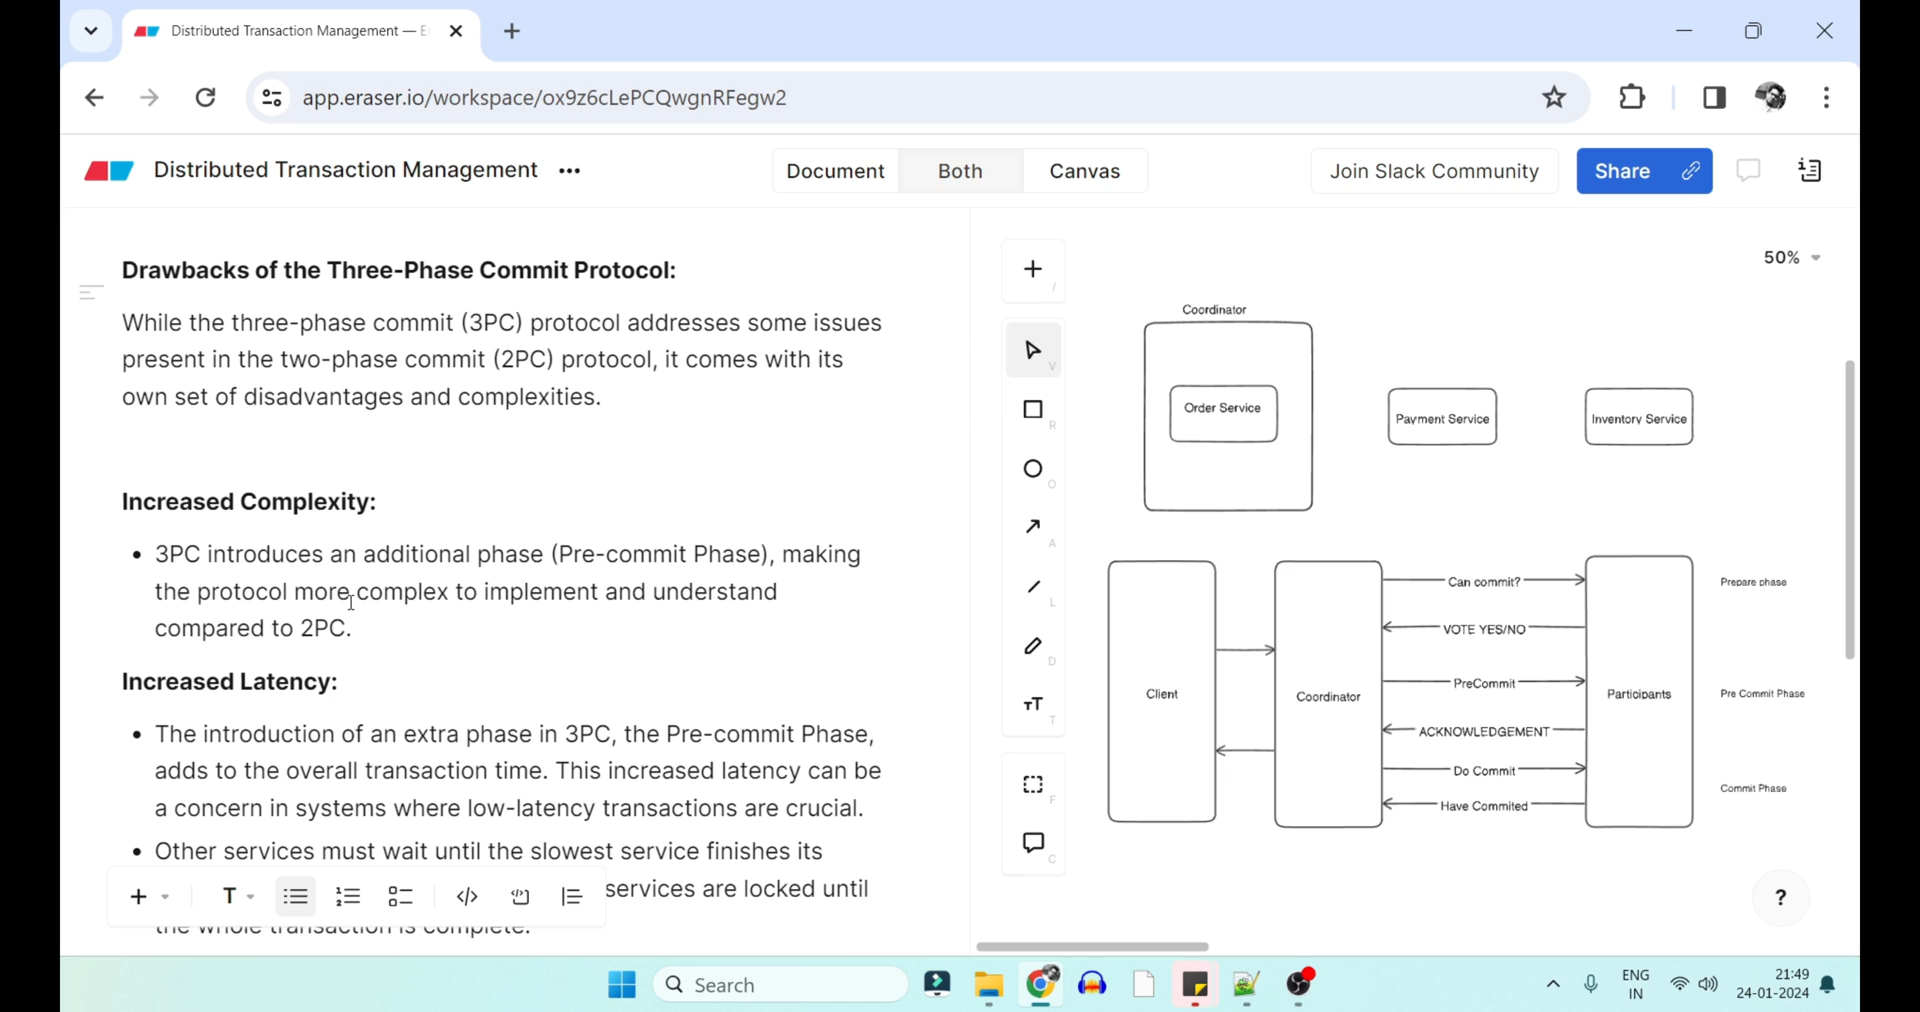 Distributed Transaction Management — E
app.eraser.io/workspace/ox9z6cLePCQwgnRFegw2
Distributed Transaction Management
Document
Both
Canvas
Join Slack Community
Share
Drawbacks of the Three-Phase Commit Protocol:
While the three-phase commit (3PC) protocol addresses some issues
present in the two-phase commit (2PC) protocol, it comes with its
own set of disadvantages and complexities.
Increased Complexity:
• 3PC introduces an additional phase (Pre-commit Phase), making
the protocol more complex to implement and understand
compared to 2PC.
Increased Latency:
• The introduction of an extra phase in 3PC, the Pre-commit Phase,
adds to the overall transaction time. This increased latency can be
a concern in systems where low-latency transactions are crucial.
• Other services must wait until the slowest service finishes its
services are locked until
the whole transaction is complete.
T
/
V
R
O
A
L
D
TT
T
F
C
50%
Coordinator
Order Service
Payment Service
Inventory Service
Client
Coordinator
Participants
Can commit?
VOTE YES/NO
PreCommit
ACKNOWLEDGEMENT
Do Commit
Have Commited
Prepare phase
Pre Commit Phase
Commit Phase
?
Search
ENG
IN
21:49
24-01-2024